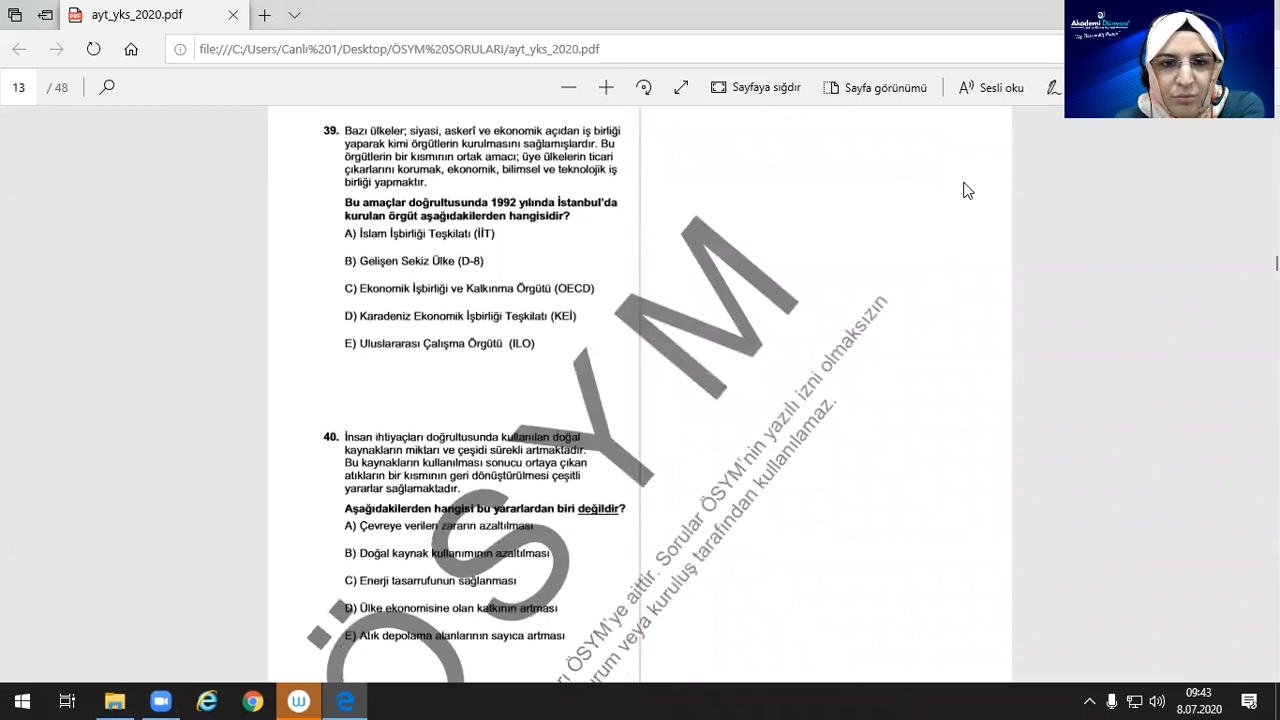 ayt_yks_2020.pdf
file:///C:/Users/Canlı%201/Desktop/ÖSYM%20SORULARI/ayt_yks_2020.pdf
13 / 48
Sayfaya sığdır
Sayfa görünümü
Sesli oku
Akademi Dünyası
39. Bazı ülkeler; siyasi, askerî ve ekonomik açıdan iş birliği
yaparak kimi örgütlerin kurulmasını sağlamışlardır. Bu
örgütlerin bir kısmının ortak amacı; üye ülkelerin ticari
çıkarlarını korumak, ekonomik, bilimsel ve teknolojik iş
birliği yapmaktır.
Bu amaçlar doğrultusunda 1992 yılında İstanbul'da
kurulan örgüt aşağıdakilerden hangisidir?
A) İslam İşbirliği Teşkilatı (İİT)
B) Gelişen Sekiz Ülke (D-8)
C) Ekonomik İşbirliği ve Kalkınma Örgütü (OECD)
D) Karadeniz Ekonomik İşbirliği Teşkilatı (KEİ)
E) Uluslararası Çalışma Örgütü (ILO)
40. İnsan ihtiyaçları doğrultusunda kullanılan doğal
kaynakların miktarı ve çeşidi sürekli artmaktadır.
Bu kaynakların kullanılması sonucu ortaya çıkan
atıkların bir kısmının geri dönüştürülmesi çeşitli
yararlar sağlamaktadır.
Aşağıdakilerden hangisi bu yararlardan biri değildir?
A) Çevreye verilen zararın azaltılması
B) Doğal kaynak kullanımının azaltılması
C) Enerji tasarrufunun sağlanması
D) Ülke ekonomisine olan katkının artması
E) Atık depolama alanlarının sayıca artması
ÖSYM
ÖSYM'ye aittir. Sorular ÖSYM'nin yazılı izni olmaksızın
veya kuruluş tarafından kullanılamaz.
09:43
8.07.2020